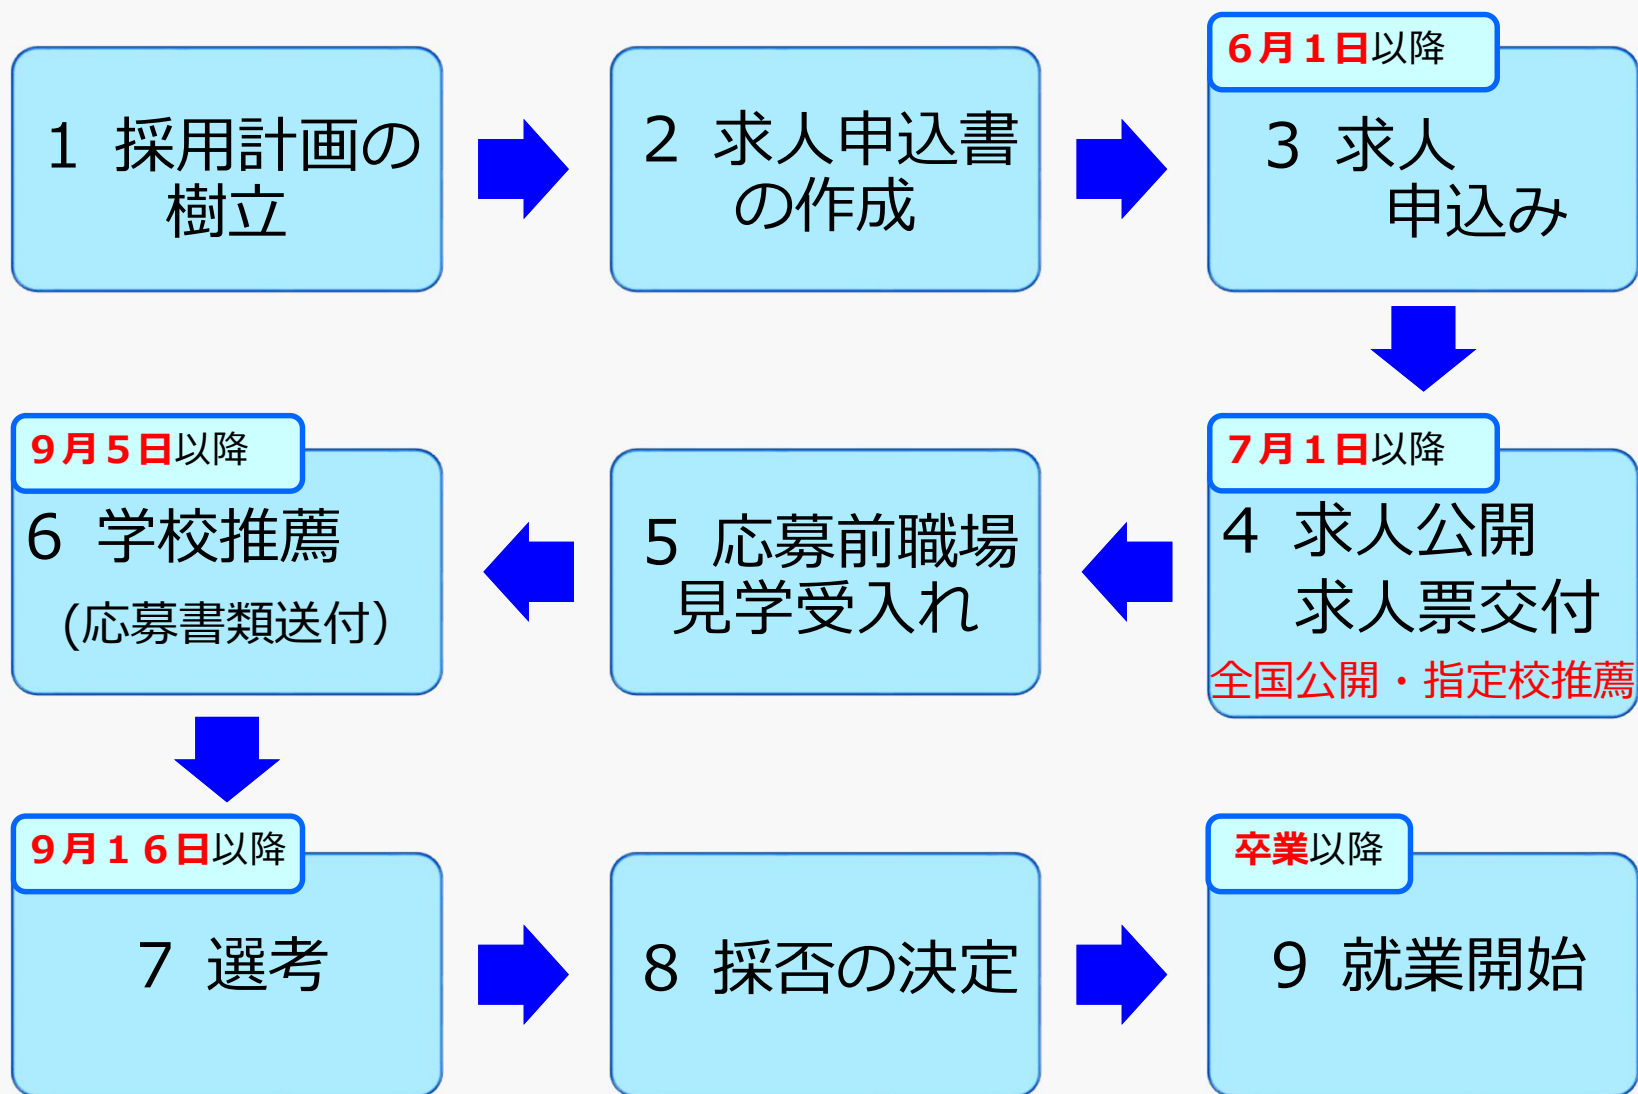 1 採用計画の
樹立
2 求人申込書
の作成
6月1日以降
3 求人
申込み
7月1日以降
4 求人公開
求人票交付
全国公開・指定校推薦
5 応募前職場
見学受入れ
9月5日以降
6 学校推薦
(応募書類送付）
9月16日以降
7 選考
8 採否の決定
卒業以降
9 就業開始